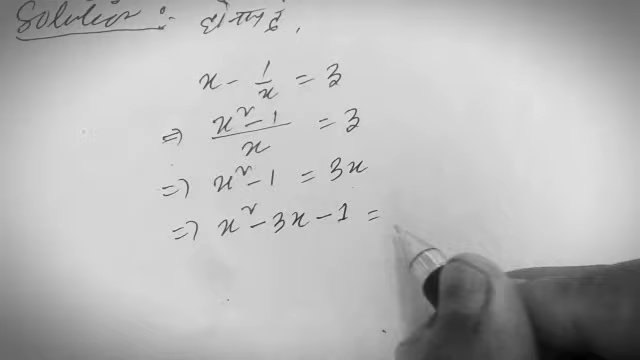 Solution:-
x - 1/x = 3
=> x² - 1/x = 3
=> x² - 1 = 3x
=> x² - 3x - 1 =